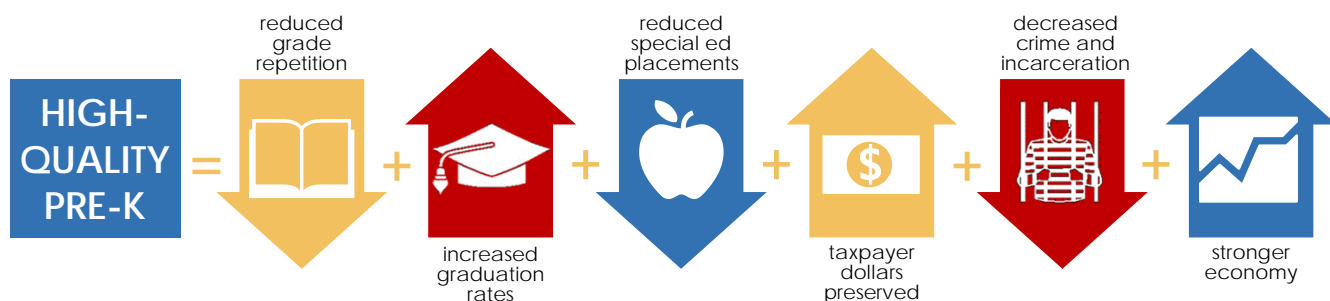 HIGH-
QUALITY
PRE-K
=
reduced
grade
repetition
+
increased
graduation
rates
+
reduced
special ed
placements
+
$
taxpayer
dollars
preserved
+
decreased
crime and
incarceration
+
stronger
economy